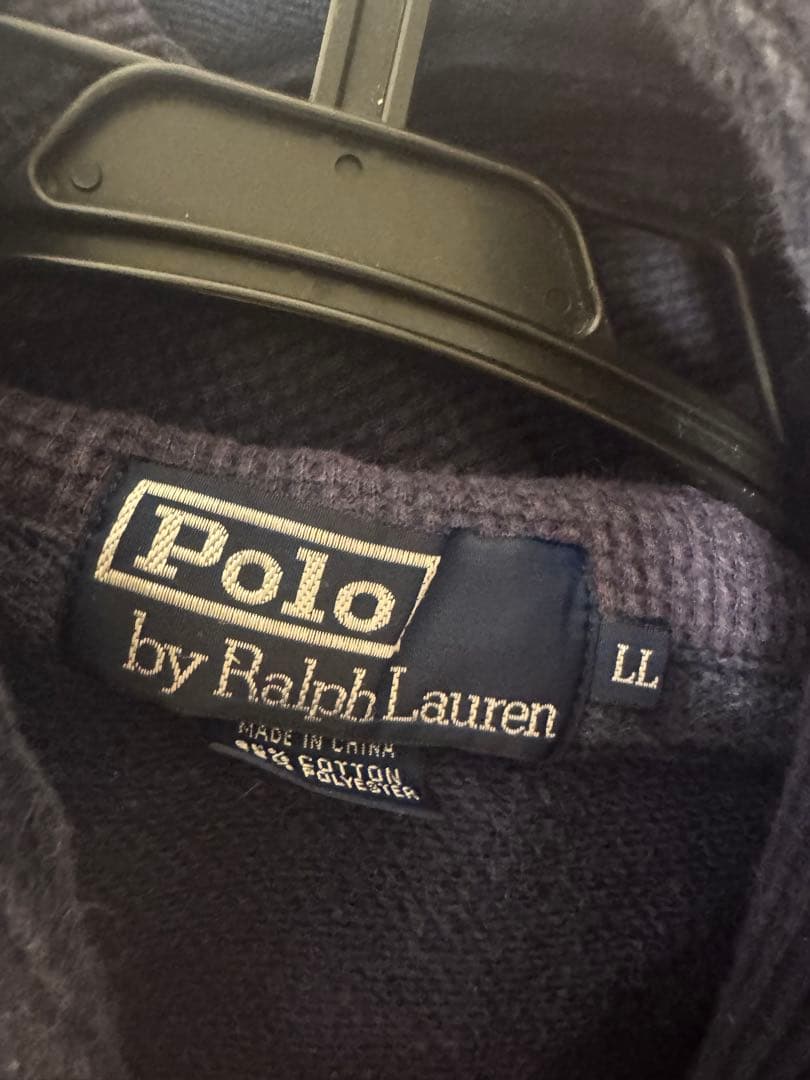 Polo
by Ralph Lauren
LL
MADE IN CHINA
COTTON
POLYESTER